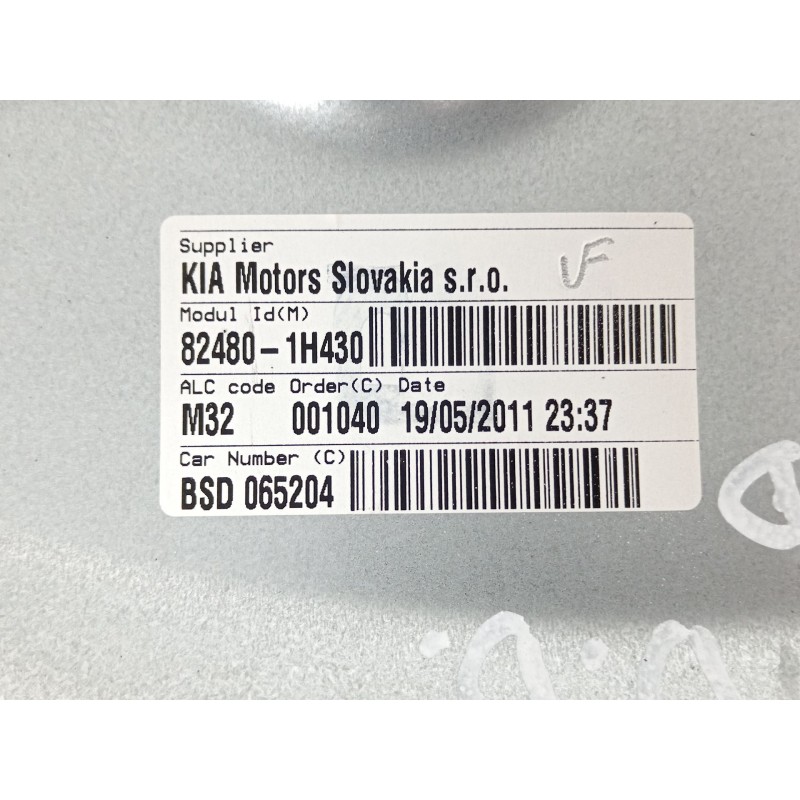 Supplier
KIA Motors Slovakia s.r.o.
Modul Id(M)
82480-1H430
ALC code Order(C) Date
M32 001040 19/05/2011 23:37
Car Number (C)
BSD 065204